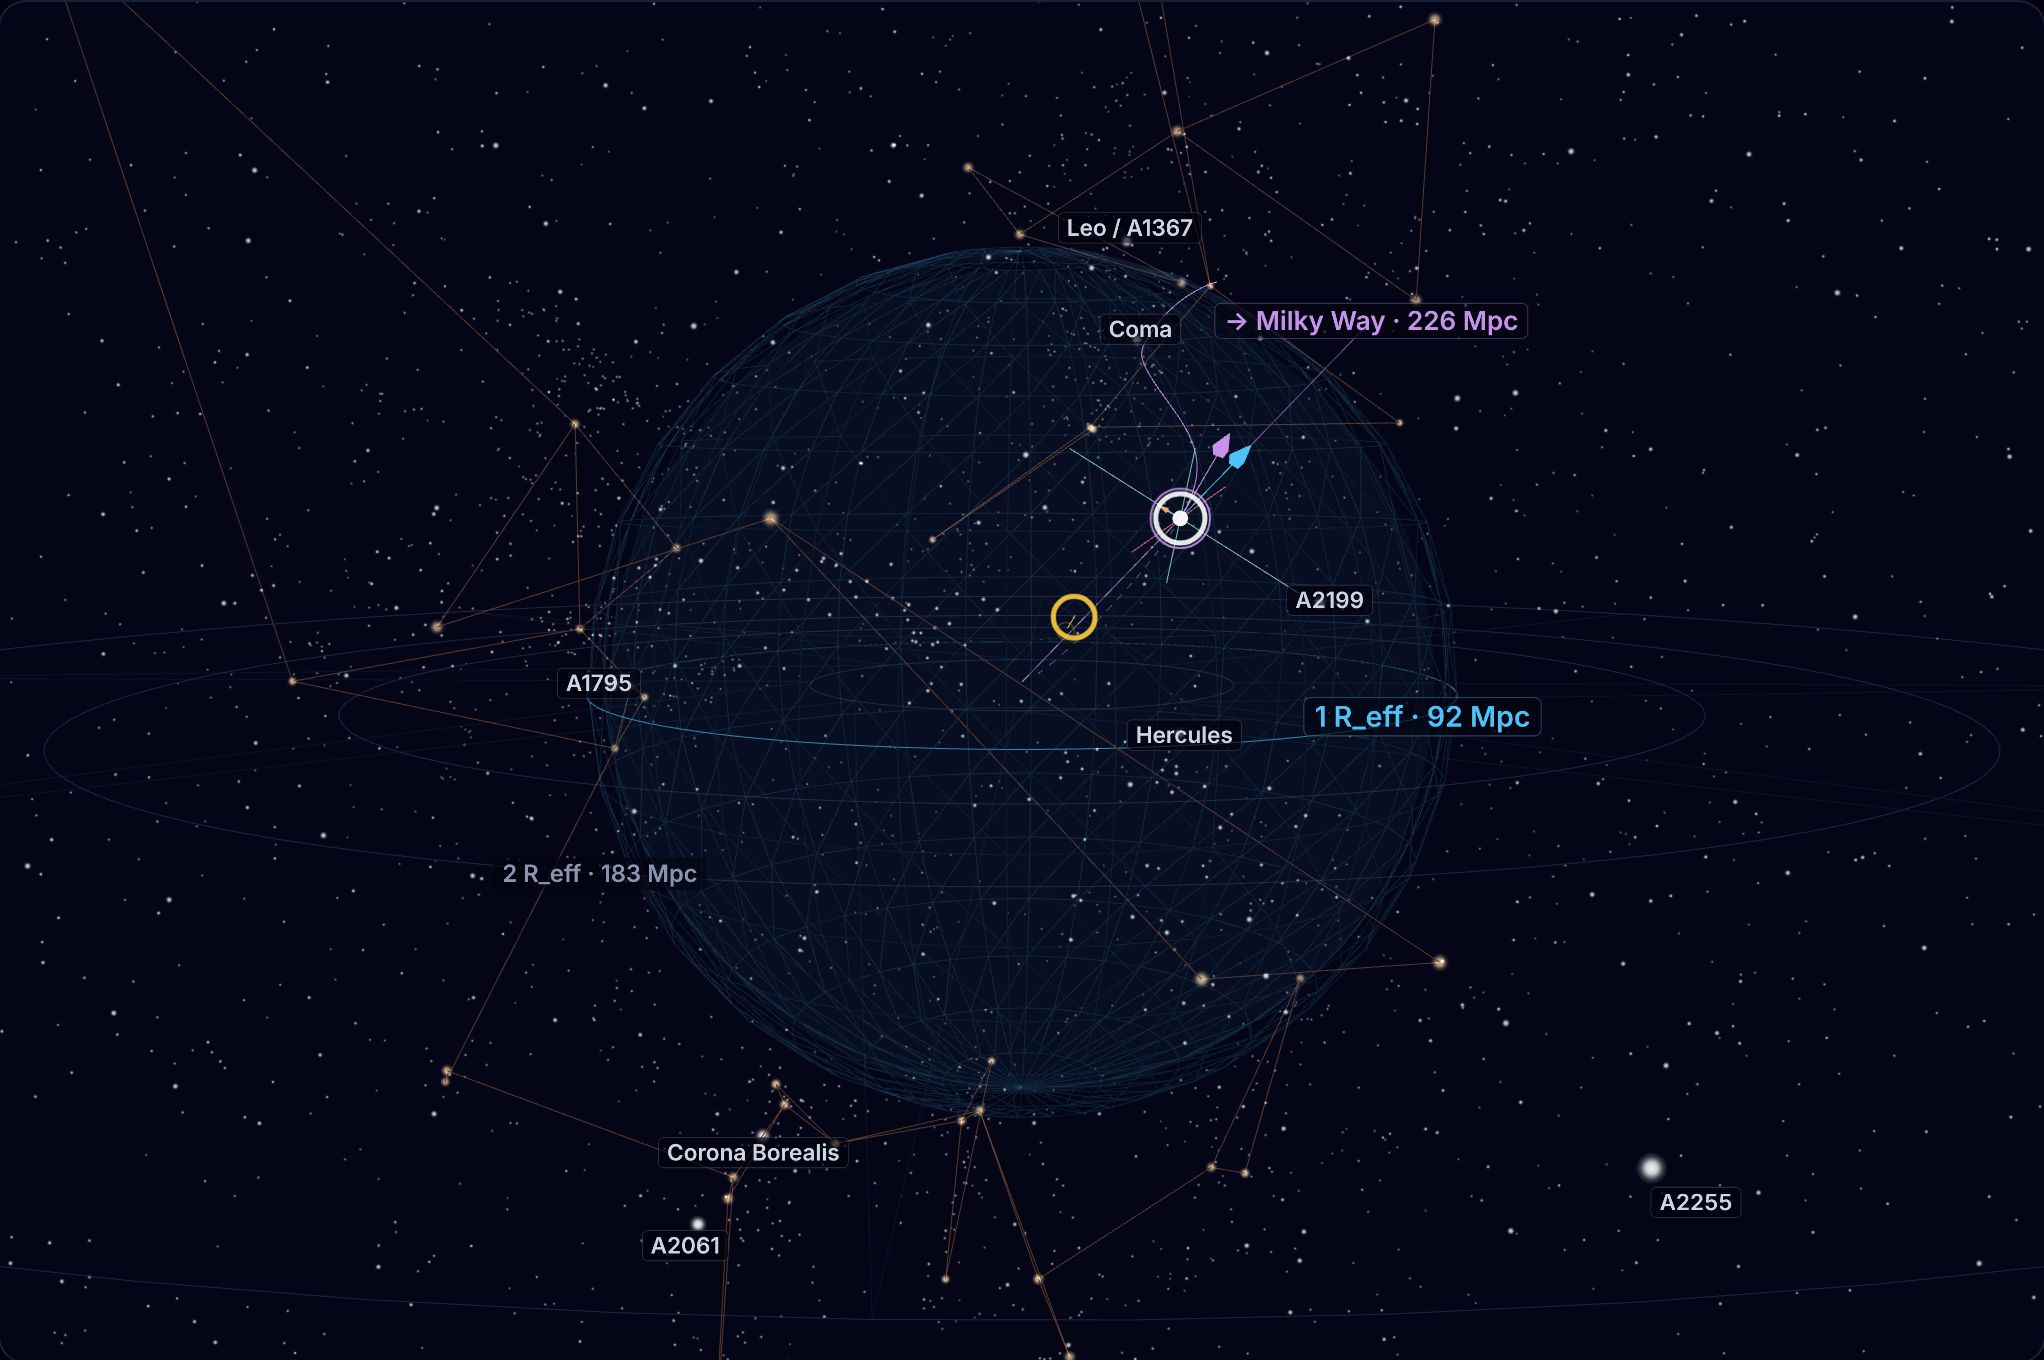 Leo / A1367
→ Milky Way · 226 Mpc
Coma
A2199
A1795
1 R_eff · 92 Mpc
Hercules
2 R_eff · 183 Mpc
Corona Borealis
A2255
A2061